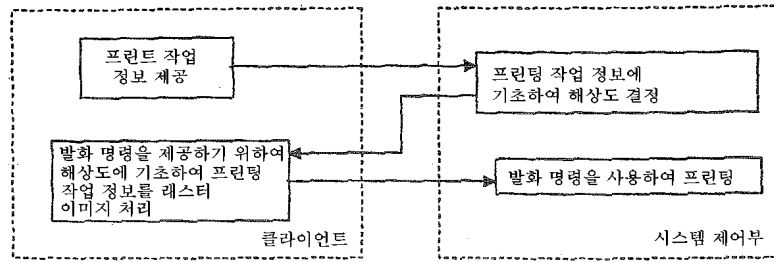 프린트 작업
정보 제공
프린팅 작업 정보에
기초하여 해상도 결정
발화 명령을 제공하기 위하여
해상도에 기초하여 프린팅
작업 정보를 래스터
이미지 처리
발화 명령을 사용하여 프린팅
클라이언트
시스템 제어부